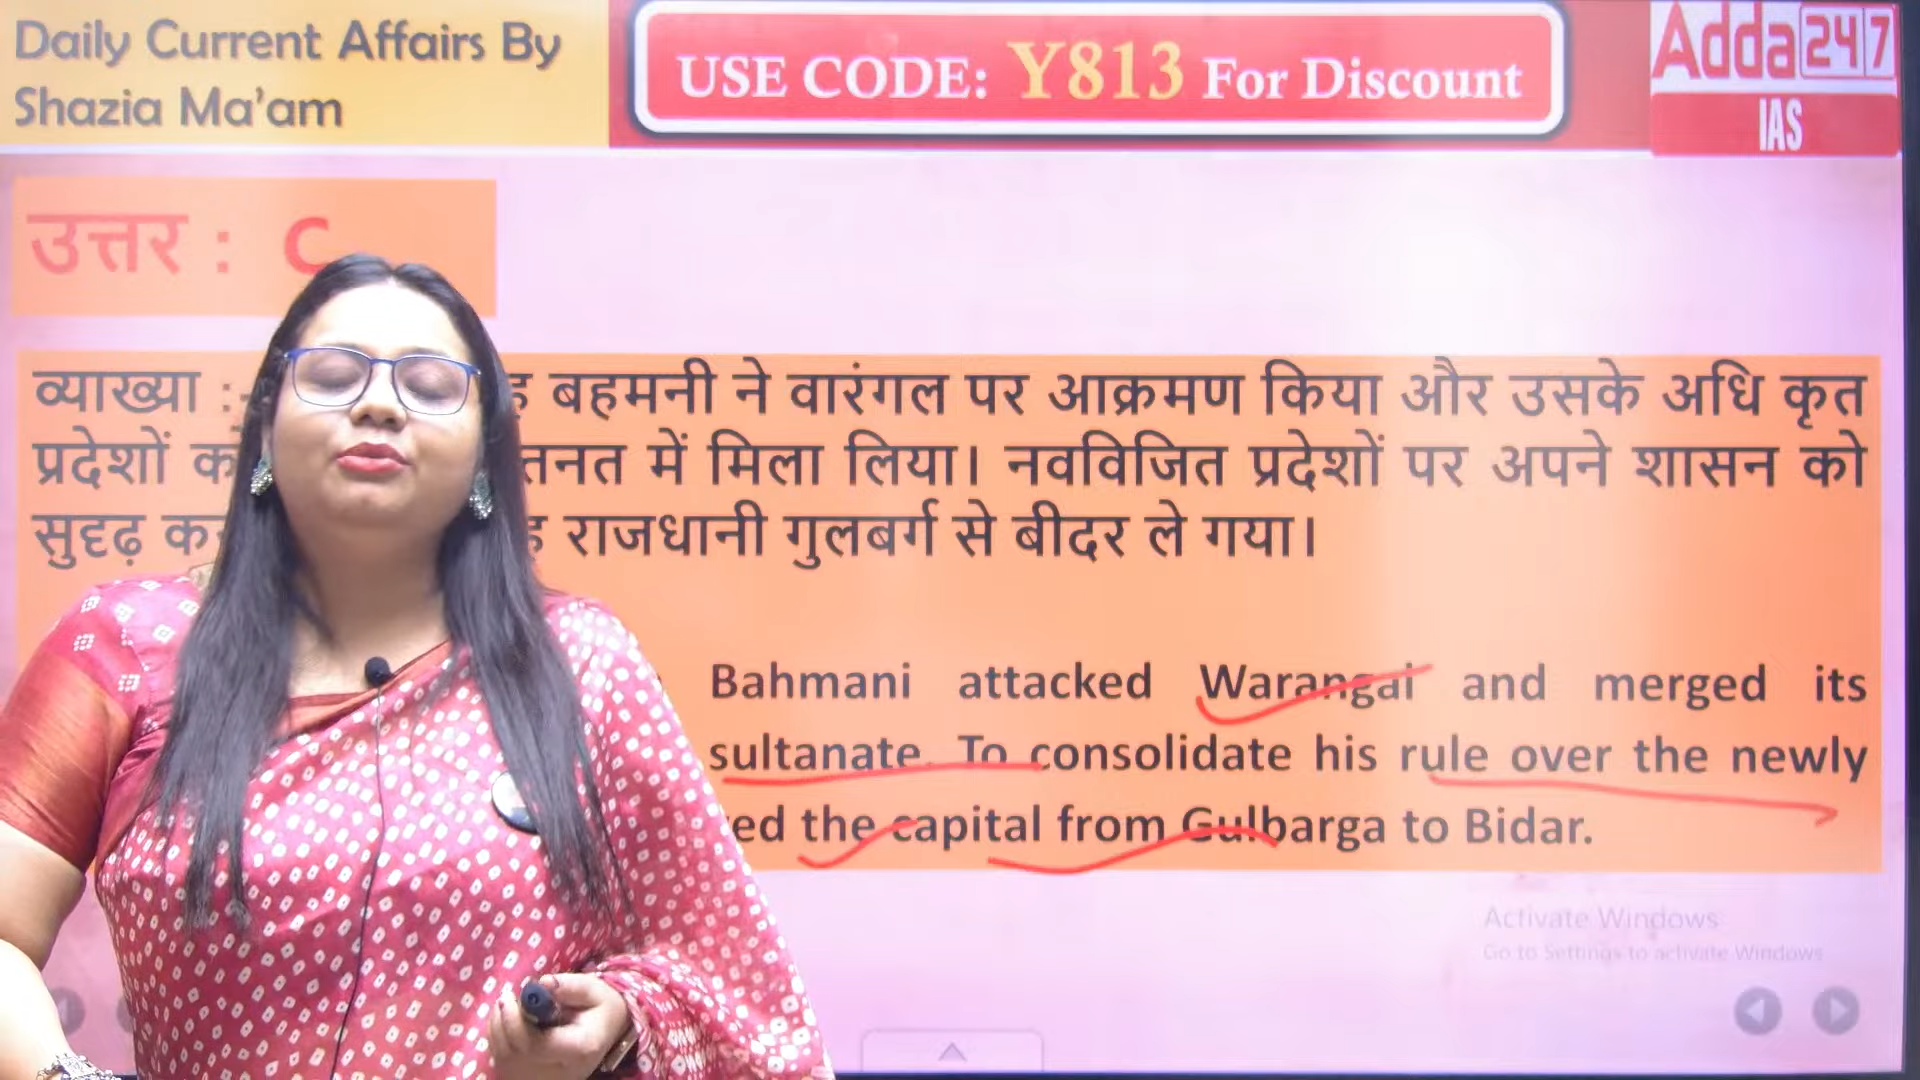 Daily Current Affairs By
Shazia Ma'am
USE CODE: Y813 For Discount
Adda 247
IAS
उत्तर : C
व्याख्या :- बहमनी ने वारंगल पर आक्रमण किया और उसके अधि कृत
प्रदेशों में मिला लिया। नवविजित प्रदेशों पर अपने शासन को
सुदृढ़ राजधानी गुलबर्ग से बीदर ले गया।
Bahmani attacked Warangal and merged its
sultanate. To consolidate his rule over the newly
the capital from Gulbarga to Bidar.
Activate Windows
Go to Settings to activate Windows